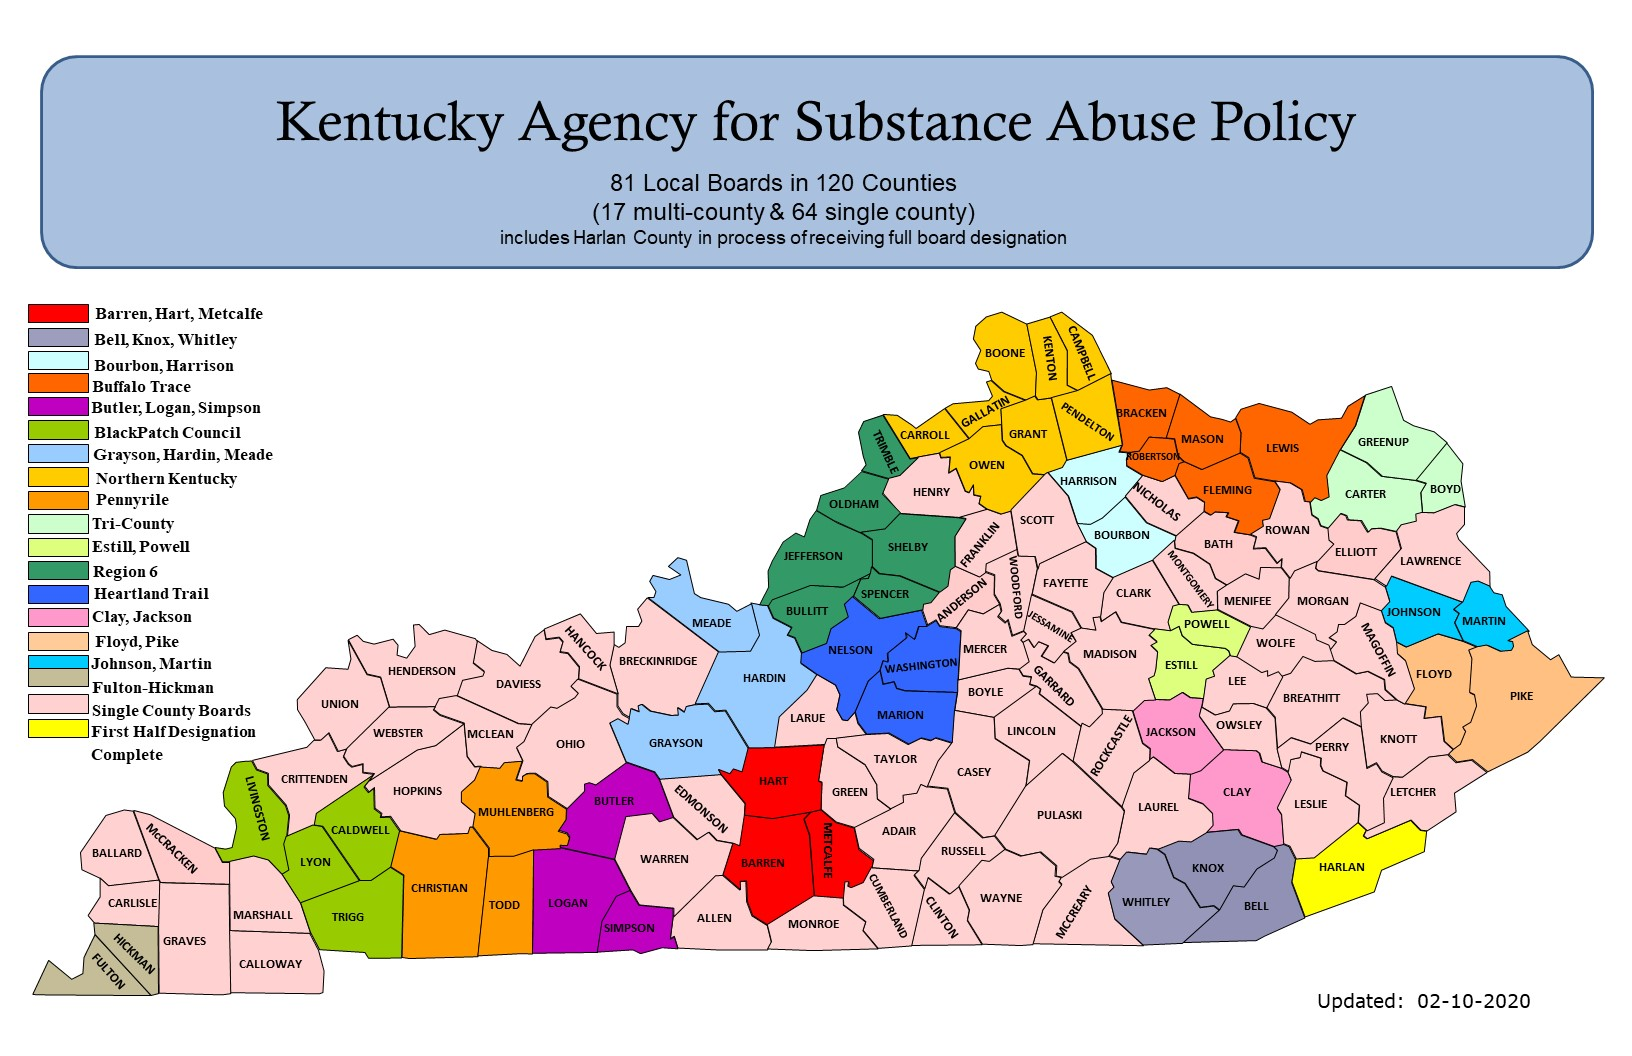 Kentucky Agency for Substance Abuse Policy
81 Local Boards in 120 Counties
(17 multi-county & 64 single county)
includes Harlan County in process of receiving full board designation
Barren, Hart, Metcalfe
Bell, Knox, Whitley
Bourbon, Harrison
Buffalo Trace
Butler, Logan, Simpson
BlackPatch Council
Grayson, Hardin, Meade
Northern Kentucky
Pennyrile
Tri-County
Estill, Powell
Region 6
Heartland Trail
Clay, Jackson
Floyd, Pike
Johnson, Martin
Fulton-Hickman
Single County Boards
First Half Designation
Complete
BOONE
KENTON
CAMPBELL
GALLATIN
CARROLL
GRANT
PENDELTON
OWEN
BRACKEN
MASON
ROBERTSON
LEWIS
FLEMING
GREENUP
CARTER
BOYD
TRIMBLE
HENRY
OLDHAM
HARRISON
NICHOLAS
SCOTT
FRANKLIN
BOURBON
BATH
ROWAN
ELLIOTT
LAWRENCE
JEFFERSON
SHELBY
SPENCER
BULLITT
ANDERSON
WOODFORD
FAYETTE
CLARK
MONTGOMERY
MENIFEE
MORGAN
JOHNSON
MARTIN
MEADE
HANCOCK
BRECKINRIDGE
NELSON
WASHINGTON
MERCER
JESSAMINE
MADISON
POWELL
ESTILL
WOLFE
MAGOFFIN
FLOYD
PIKE
HENDERSON
DAVIESS
UNION
HARDIN
LARUE
MARION
BOYLE
GARRARD
LEE
BREATHITT
WEBSTER
MCLEAN
OHIO
GRAYSON
LINCOLN
ROCKCASTLE
JACKSON
OWSLEY
PERRY
KNOTT
CRITTENDEN
HOPKINS
HART
TAYLOR
GREEN
CASEY
LIVINGSTON
CALDWELL
MUHLENBERG
BUTLER
EDMONSON
PULASKI
LAUREL
CLAY
LESLIE
LETCHER
BALLARD
McCRACKEN
LYON
WARREN
BARREN
METCALFE
ADAIR
RUSSELL
KNOX
HARLAN
CARLISLE
MARSHALL
TRIGG
CHRISTIAN
TODD
LOGAN
SIMPSON
ALLEN
MONROE
CUMBERLAND
CLINTON
WAYNE
MCCREARY
WHITLEY
BELL
HICKMAN
FULTON
GRAVES
CALLOWAY
Updated: 02-10-2020